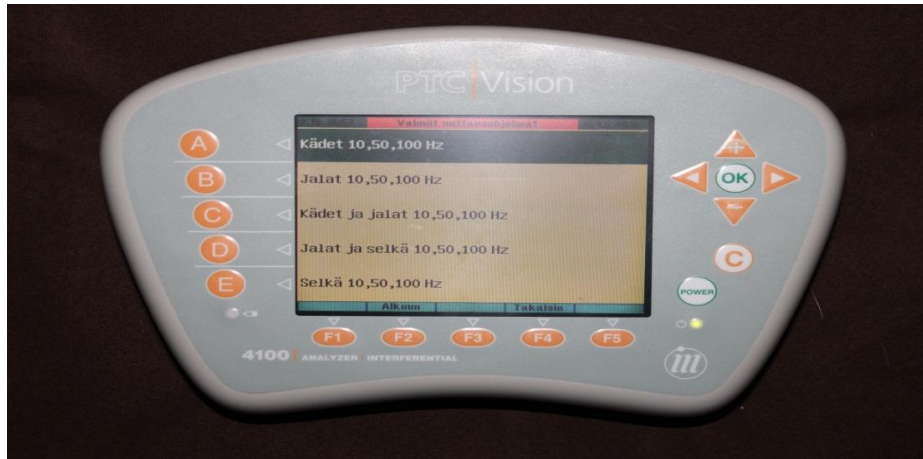 PTC Vision
Valmiit mittausohjelmat
A
Kädet 10,50,100 Hz
B
Jalat 10,50,100 Hz
OK
C
Kädet ja jalat 10,50,100 Hz
D
Jalat ja selkä 10,50,100 Hz
C
E
Selkä 10,50,100 Hz
POWER
Alkuun
Takaisin
F1
F2
F3
F4
F5
4100 ANALYZER INTERFERENTIAL